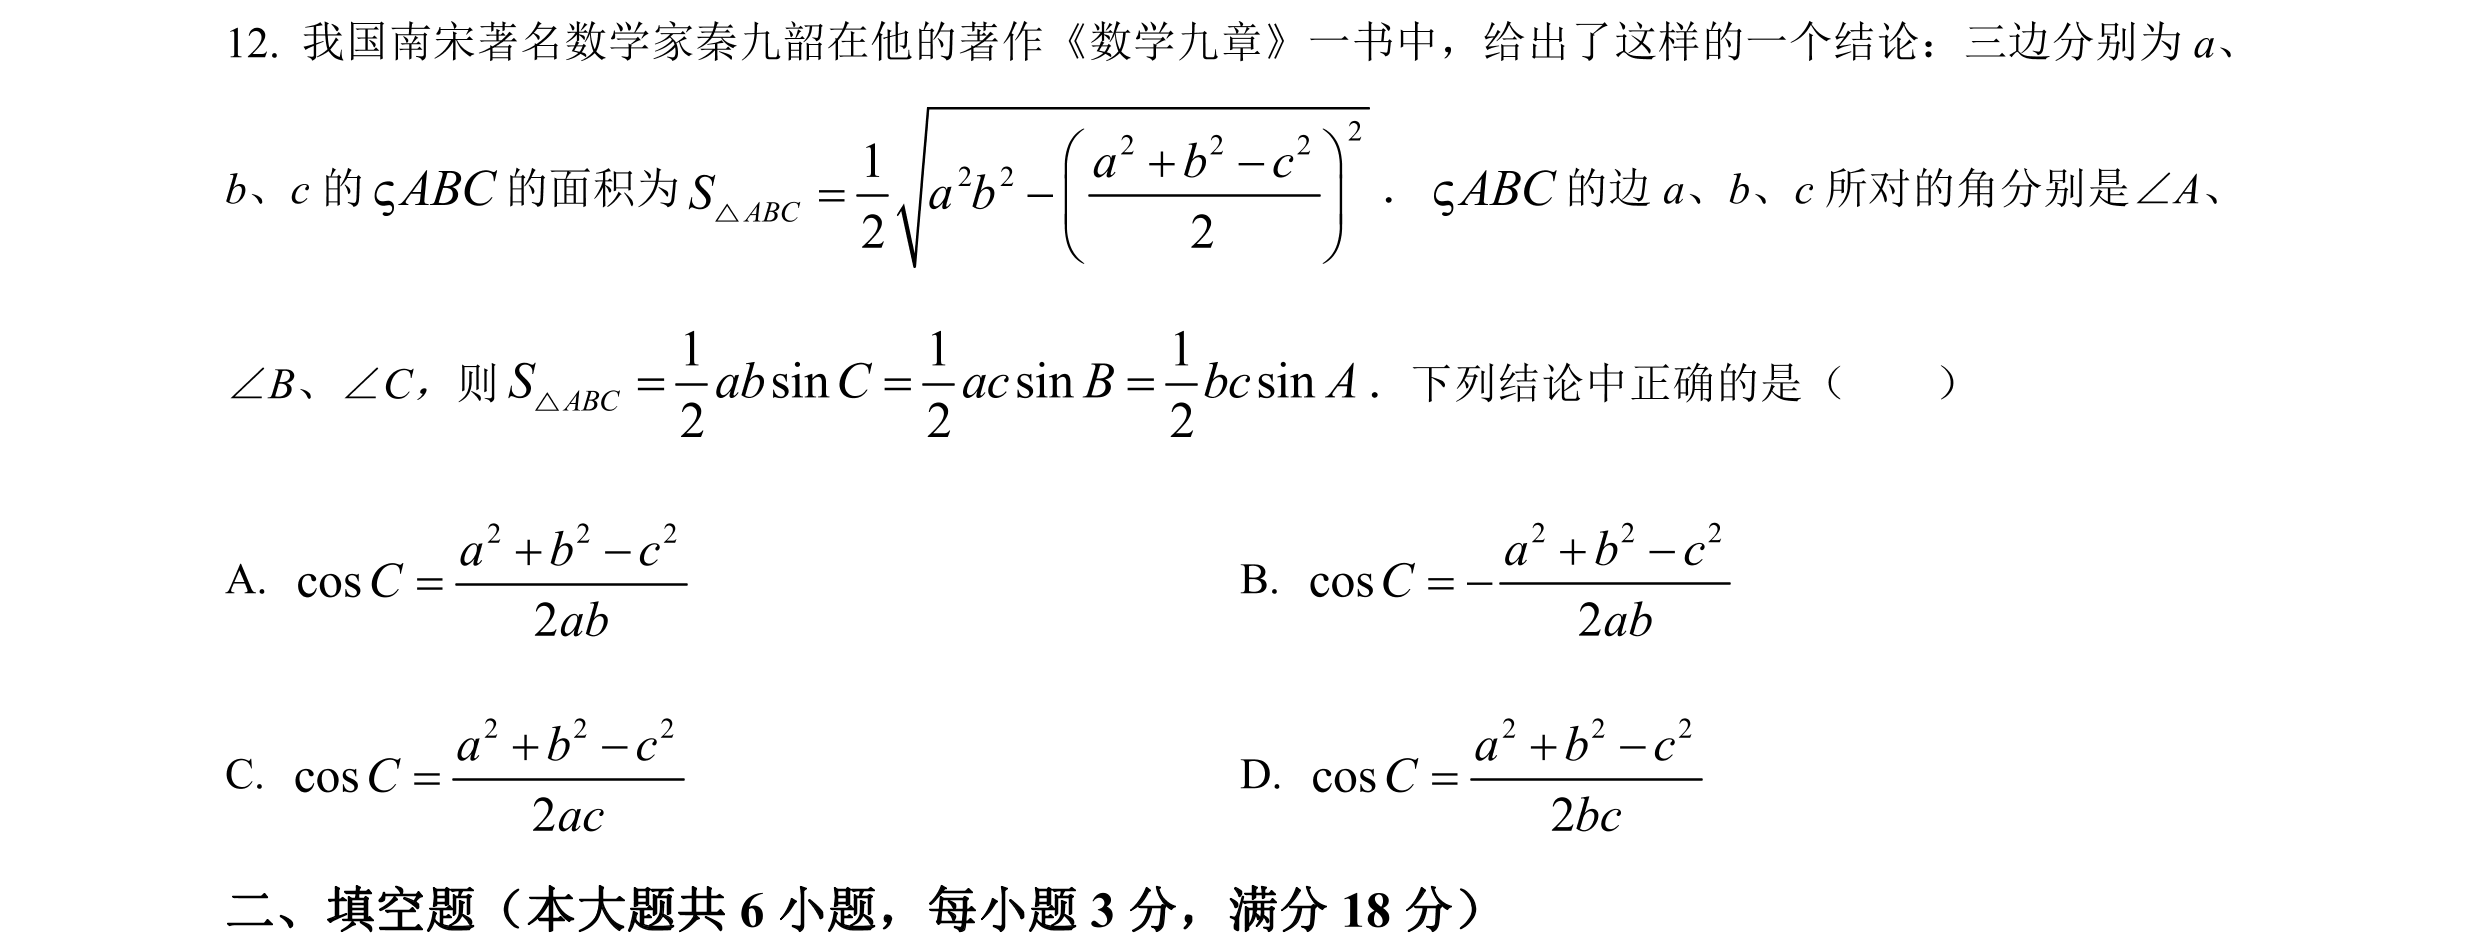 12. 我国南宋著名数学家秦九韶在他的著作《数学九章》一书中，给出了这样的一个结论：三边分别为 a、
b、c 的 ςABC 的面积为 $S_{\triangle ABC}=\frac{1}{2}\sqrt{a^2b^2-\left(\frac{a^2+b^2-c^2}{2}\right)^2}$．ςABC 的边 a、b、c 所对的角分别是∠A、
∠B、∠C，则 $S_{\triangle ABC}=\frac{1}{2}ab\sin C=\frac{1}{2}ac\sin B=\frac{1}{2}bc\sin A$．下列结论中正确的是（　　）
A. $\cos C=\frac{a^2+b^2-c^2}{2ab}$ B. $\cos C=-\frac{a^2+b^2-c^2}{2ab}$
C. $\cos C=\frac{a^2+b^2-c^2}{2ac}$ D. $\cos C=\frac{a^2+b^2-c^2}{2bc}$
二、填空题（本大题共 6 小题，每小题 3 分，满分 18 分）